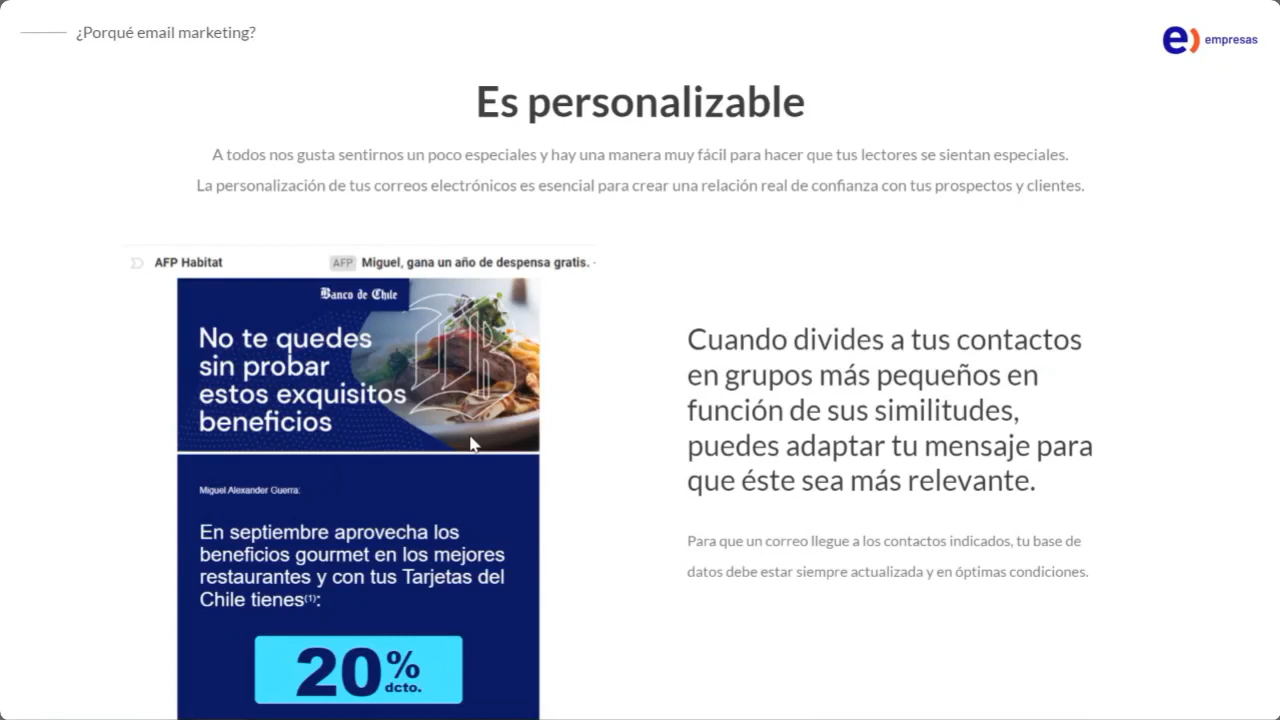 ¿Porqué email marketing?
e) empresas
Es personalizable
A todos nos gusta sentirnos un poco especiales y hay una manera muy fácil para hacer que tus lectores se sientan especiales.
La personalización de tus correos electrónicos es esencial para crear una relación real de confianza con tus prospectos y clientes.
AFP Habitat
AFP Miguel, gana un año de despensa gratis. -
Banco de Chile
No te quedes
sin probar
estos exquisitos
beneficios
Miguel Alexander Guerra:
En septiembre aprovecha los
beneficios gourmet en los mejores
restaurantes y con tus Tarjetas del
Chile tienes(1):
20%
dcto.
Cuando divides a tus contactos
en grupos más pequeños en
función de sus similitudes,
puedes adaptar tu mensaje para
que éste sea más relevante.
Para que un correo llegue a los contactos indicados, tu base de
datos debe estar siempre actualizada y en óptimas condiciones.